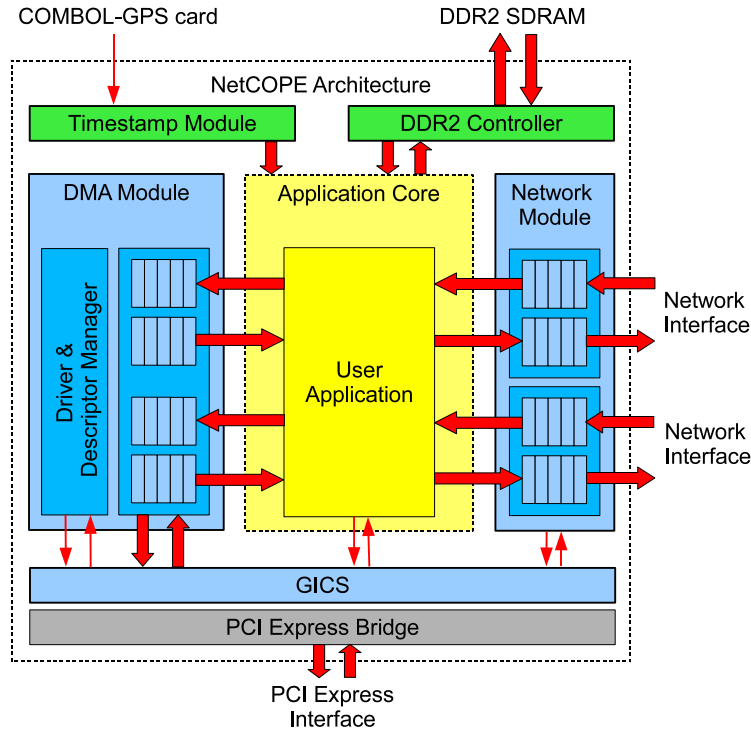 COMBOL-GPS card
DDR2 SDRAM
NetCOPE Architecture
Timestamp Module
DDR2 Controller
DMA Module
Application Core
Network
Module
Driver &
Descriptor Manager
User
Application
Network
Interface
Network
Interface
GICS
PCI Express Bridge
PCI Express
Interface